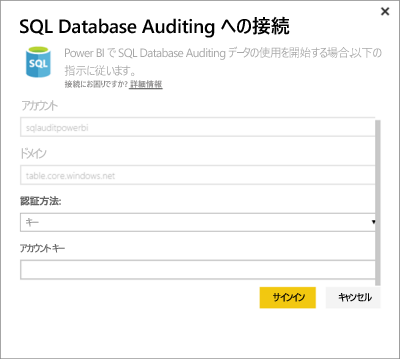 SQL Database Auditing への接続
SQL
Power BI で SQL Database Auditing データの使用を開始する場合、以下の
指示に従います。
接続にお困りですか? 詳細情報
アカウント
sqlauditpowerbi
ドメイン
table.core.windows.net
認証方法:
キー
アカウント キー
サインイン キャンセル